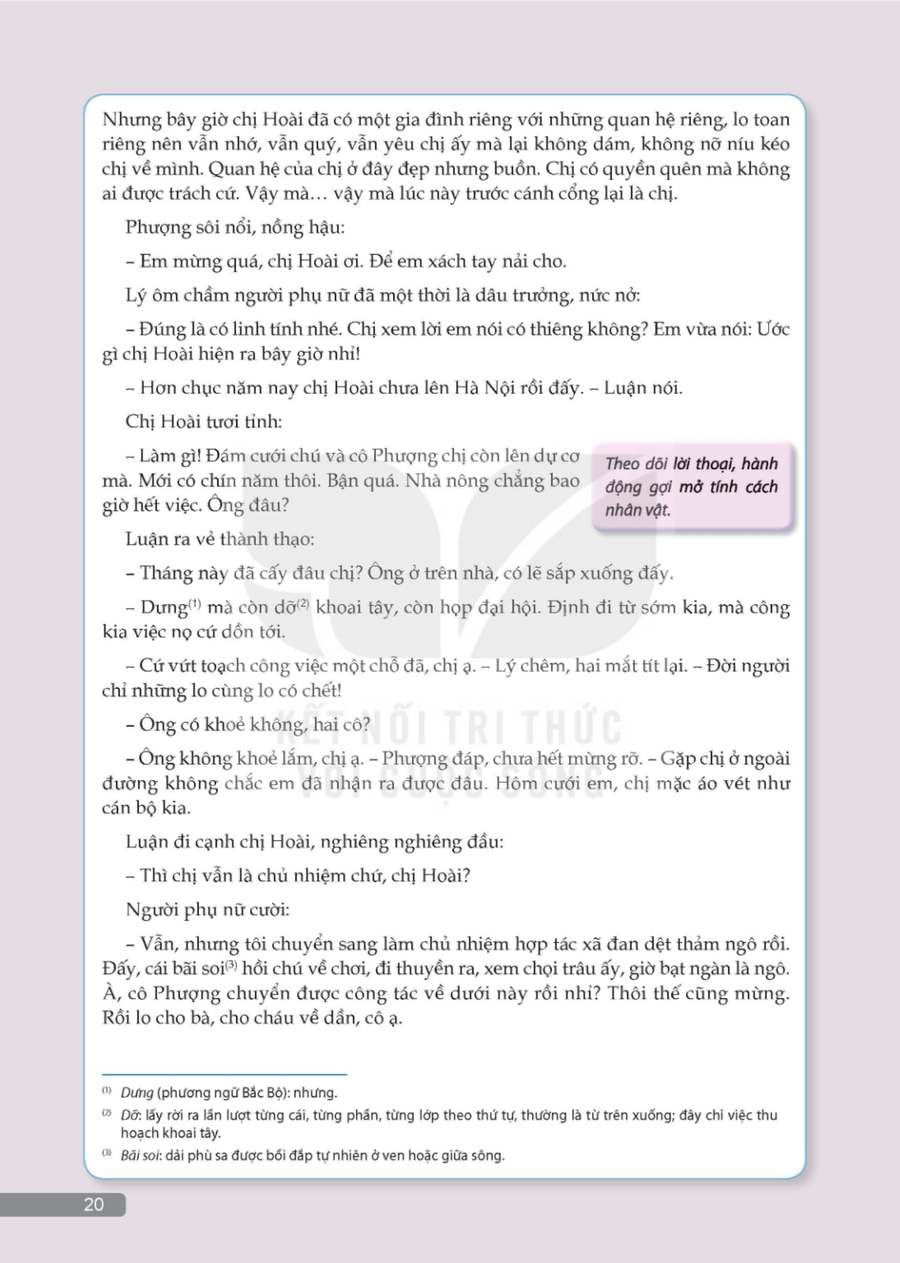 Nhưng bây giờ chị Hoài đã có một gia đình riêng với những quan hệ riêng, lo toan
riêng nên vẫn nhớ, vẫn quý, vẫn yêu chị ấy mà lại không dám, không nỡ níu kéo
chị về mình. Quan hệ của chị ở đây đẹp nhưng buồn. Chị có quyền quên mà không
ai được trách cứ. Vậy mà… vậy mà lúc này trước cánh cổng lại là chị.
Phượng sôi nổi, nồng hậu:
– Em mừng quá, chị Hoài ơi. Để em xách tay nải cho.
Lý ôm chầm người phụ nữ đã một thời là dâu trưởng, nức nở:
– Đúng là có linh tính nhé. Chị xem lời em nói có thiêng không? Em vừa nói: Ước
gì chị Hoài hiện ra bây giờ nhỉ!
– Hơn chục năm nay chị Hoài chưa lên Hà Nội rồi đấy. – Luận nói.
Chị Hoài tươi tỉnh:
– Làm gì! Đám cưới chú và cô Phượng chị còn lên dự cơ
mà. Mới có chín năm thôi. Bận quá. Nhà nông chẳng bao
giờ hết việc. Ông đâu?
Theo dõi lời thoại, hành
động gợi mở tính cách
nhân vật.
Luận ra vẻ thành thạo:
– Tháng này đã cấy đâu chị? Ông ở trên nhà, có lẽ sắp xuống đấy.
– Dưng(1) mà còn dỡ(2) khoai tây, còn họp đại hội. Định đi từ sớm kia, mà công
kia việc nọ cứ dồn tới.
– Cứ vứt toạch công việc một chỗ đã, chị ạ. – Lý chêm, hai mắt tít lại. – Đời người
chỉ những lo cùng lo có chết!
– Ông có khoẻ không, hai cô?
– Ông không khoẻ lắm, chị ạ. – Phượng đáp, chưa hết mừng rỡ. – Gặp chị ở ngoài
đường không chắc em đã nhận ra được đâu. Hôm cưới em, chị mặc áo vét như
cán bộ kia.
Luận đi cạnh chị Hoài, nghiêng nghiêng đầu:
– Thì chị vẫn là chủ nhiệm chứ, chị Hoài?
Người phụ nữ cười:
– Vẫn, nhưng tôi chuyển sang làm chủ nhiệm hợp tác xã đan dệt thảm ngô rồi.
Đấy, cái bãi soi(3) hồi chú về chơi, đi thuyền ra, xem chọi trâu ấy, giờ bạt ngàn là ngô.
À, cô Phượng chuyển được công tác về dưới này rồi nhỉ? Thôi thế cũng mừng.
Rồi lo cho bà, cho cháu về dần, cô ạ.
KẾT NỐI TRI THỨC
VỚI CUỘC SỐNG
(1) Dưng (phương ngữ Bắc Bộ): nhưng.
(2) Dỡ: lấy rời ra lần lượt từng cái, từng phần, từng lớp theo thứ tự, thường là từ trên xuống; đây chỉ việc thu
hoạch khoai tây.
(3) Bãi soi: dải phù sa được bồi đắp tự nhiên ở ven hoặc giữa sông.
20